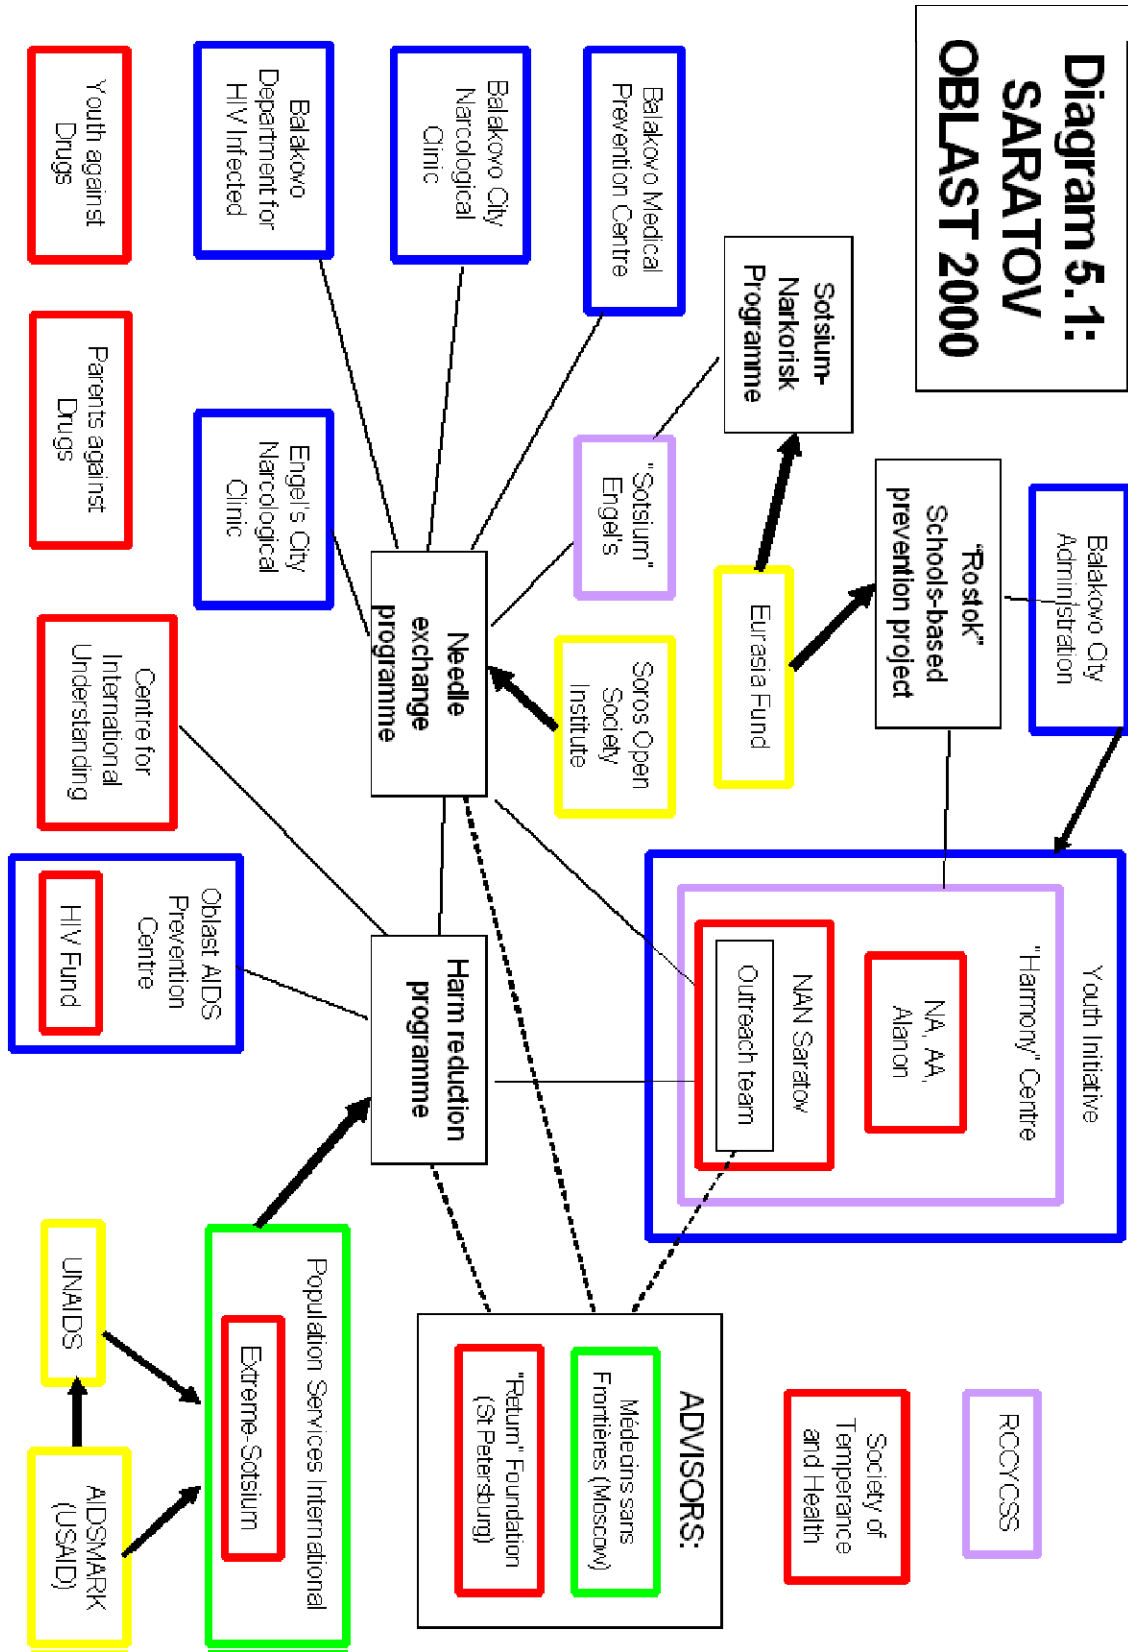 Diagram 5.1:
SARATOV
OBLAST 2000
Balakovo City
Administration
"Rostok"
Schools-based
prevention project
Youth Initiative
"Harmony" Centre
NA, AA,
Alanon
NAN Saratov
Outreach team
RCCYCSS
Society of
Temperance
and Health
Sotsium-
Narkorisk
Programme
Eurasia Fund
Balakovo Medical
Prevention Centre
"Sotsium"
Engel's
Soros Open
Society
Institute
ADVISORS:
Médecins sans
Frontières (Moscow)
"Return" Foundation
(St Petersburg)
Balakovo City
Narcological
Clinic
Needle
exchange
programme
Harm reduction
programme
Balakovo
Department for
HIV Infected
Engel's City
Narcological
Clinic
Population Services International
Extreme-Sotsium
Youth against
Drugs
Parents against
Drugs
Centre for
International
Understanding
Oblast AIDS
Prevention
Centre
HIV Fund
UNAIDS
AIDSMARK
(USAID)